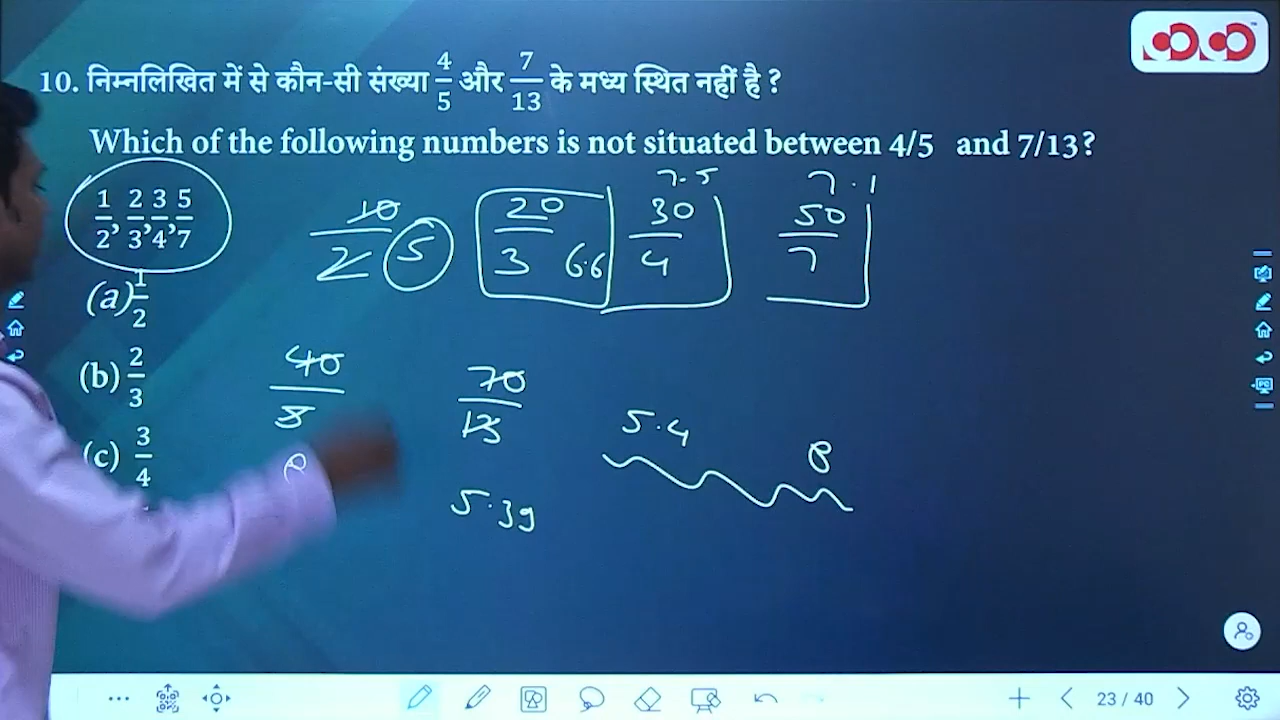 10. निम्नलिखित में से कौन-सी संख्या 4/5 और 7/13 के मध्य स्थित नहीं है ?
Which of the following numbers is not situated between 4/5 and 7/13?
1/2, 2/3, 3/4, 5/7
10/2 5
20/3 6.6
7.5
30/4
7.1
50/7
(a) 1/2
(b) 2/3
(c) 3/4
40/5
8
70/13
5.39
5.4 8
23 / 40